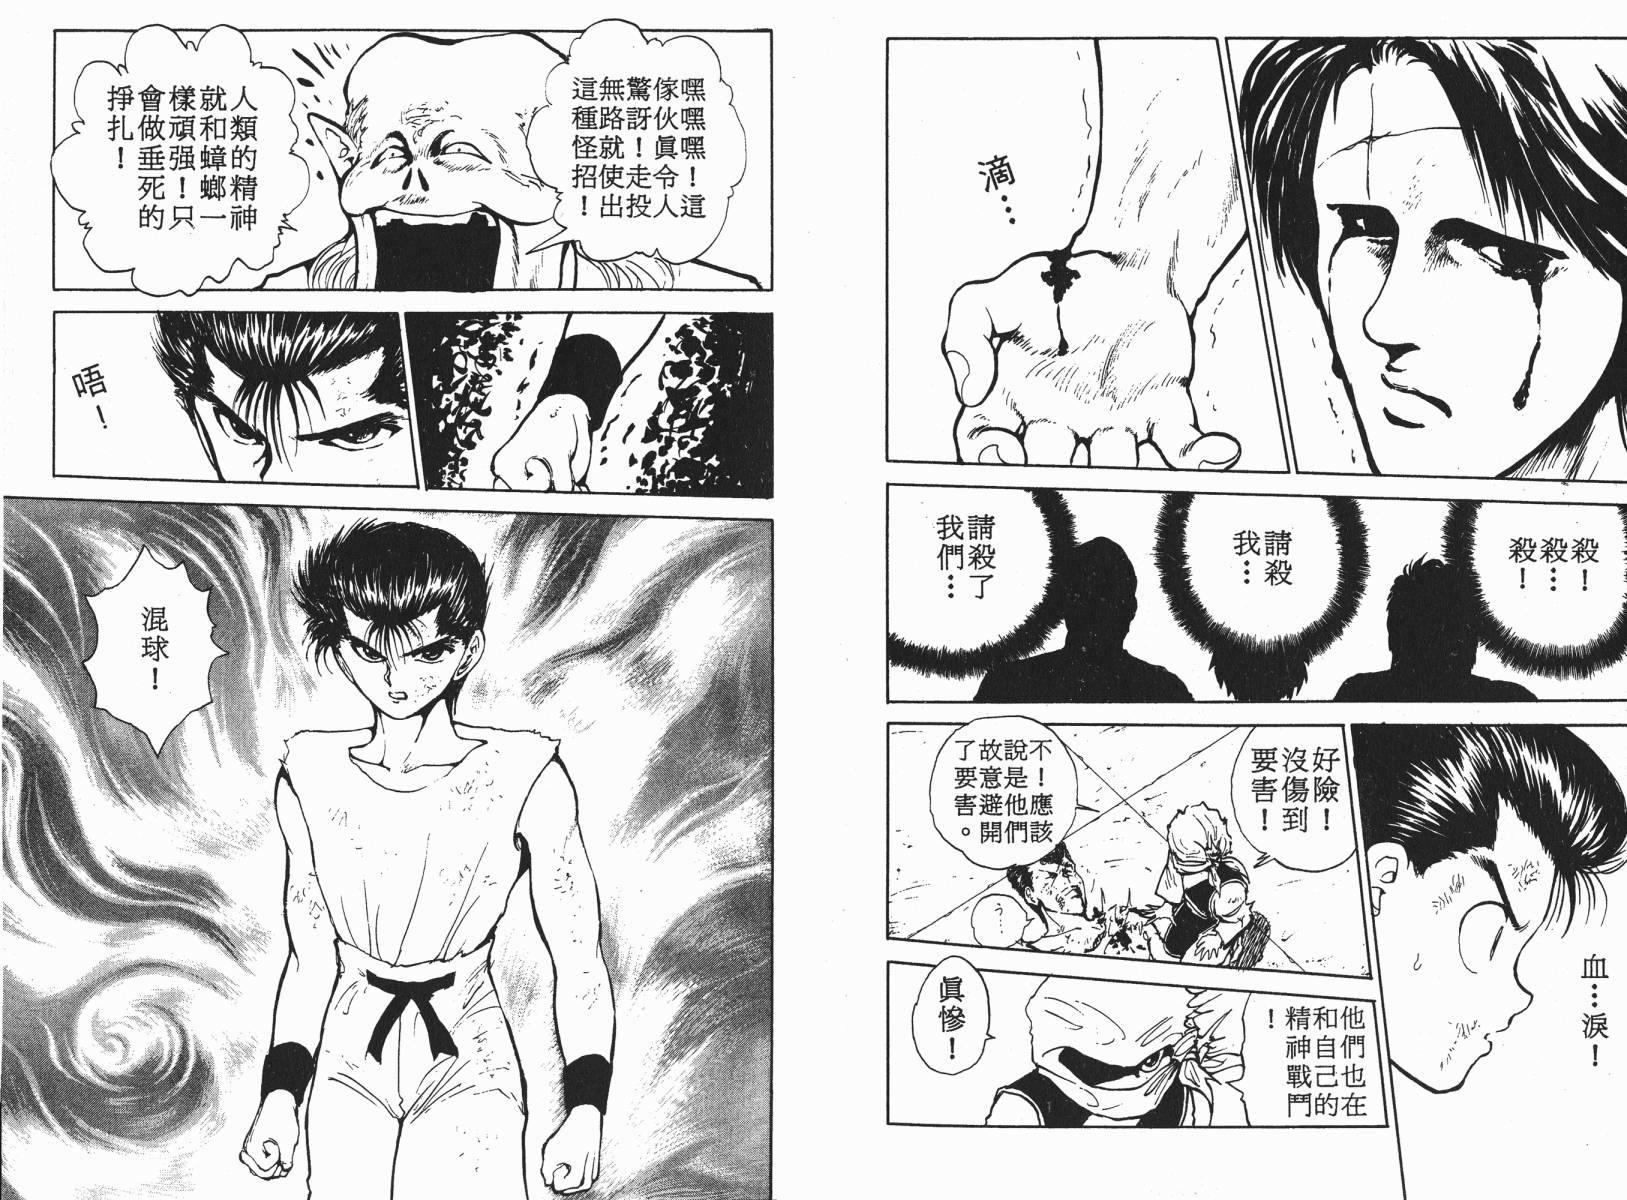 滴…
殺！
殺…
殺！
請殺
我…
請殺了
我們…
血…淚！
好險！
沒傷到
要害！
不！應該
說是他們
故意避開
了要害。
う…
他們也在
和自己的
精神戰鬥
！
眞慘！
嘿嘿嘿！這
傢伙眞令人
驚訝！走投
無路就使出
這種怪招！
人類的精神
就和蟑螂一
樣頑强！只
會做垂死的
掙扎！
唔！
混球！